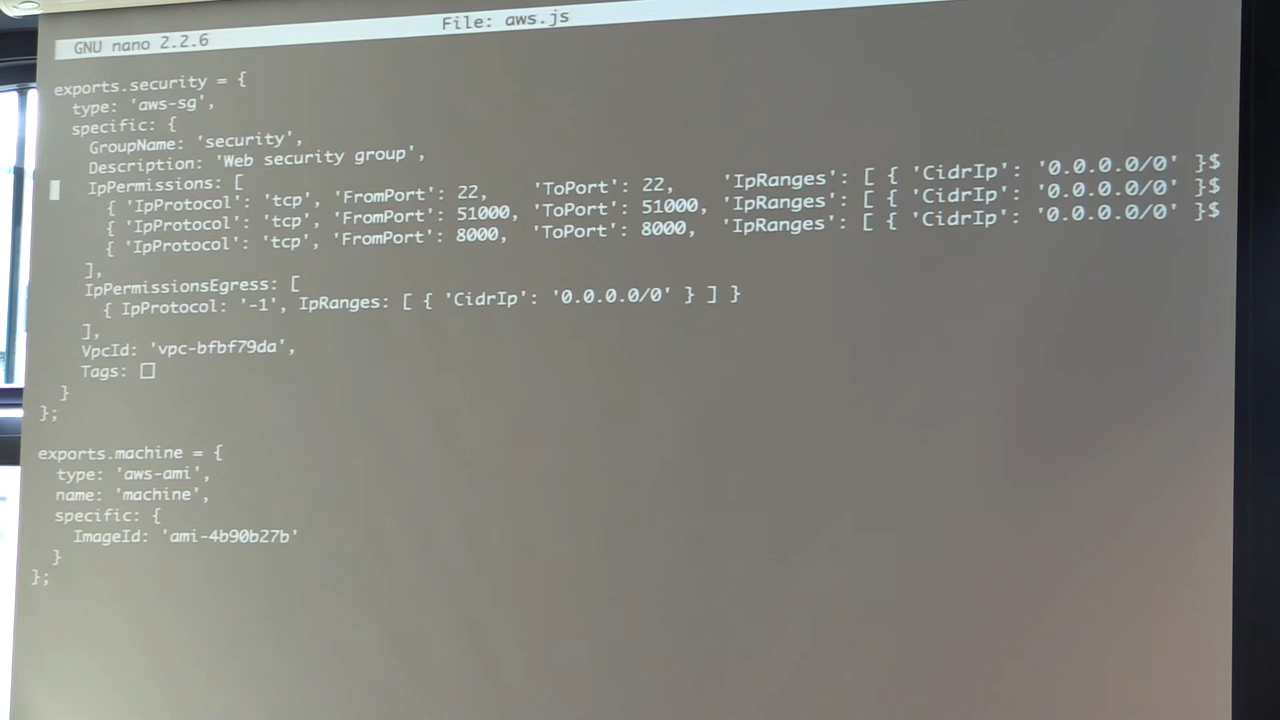 GNU nano 2.2.6 File: aws.js
exports.security = {
type: 'aws-sg',
specific: {
GroupName: 'security',
Description: 'Web security group',
IpPermissions: [
{ 'IpProtocol': 'tcp', 'FromPort': 22, 'ToPort': 22, 'IpRanges': [ { 'CidrIp': '0.0.0.0/0' }$
{ 'IpProtocol': 'tcp', 'FromPort': 51000, 'ToPort': 51000, 'IpRanges': [ { 'CidrIp': '0.0.0.0/0' }$
{ 'IpProtocol': 'tcp', 'FromPort': 8000, 'ToPort': 8000, 'IpRanges': [ { 'CidrIp': '0.0.0.0/0' }$
],
IpPermissionsEgress: [
{ IpProtocol: '-1', IpRanges: [ { 'CidrIp': '0.0.0.0/0' } ] }
],
VpcId: 'vpc-bfbf79da',
Tags: []
}
};
exports.machine = {
type: 'aws-ami',
name: 'machine',
specific: {
ImageId: 'ami-4b90b27b'
}
};